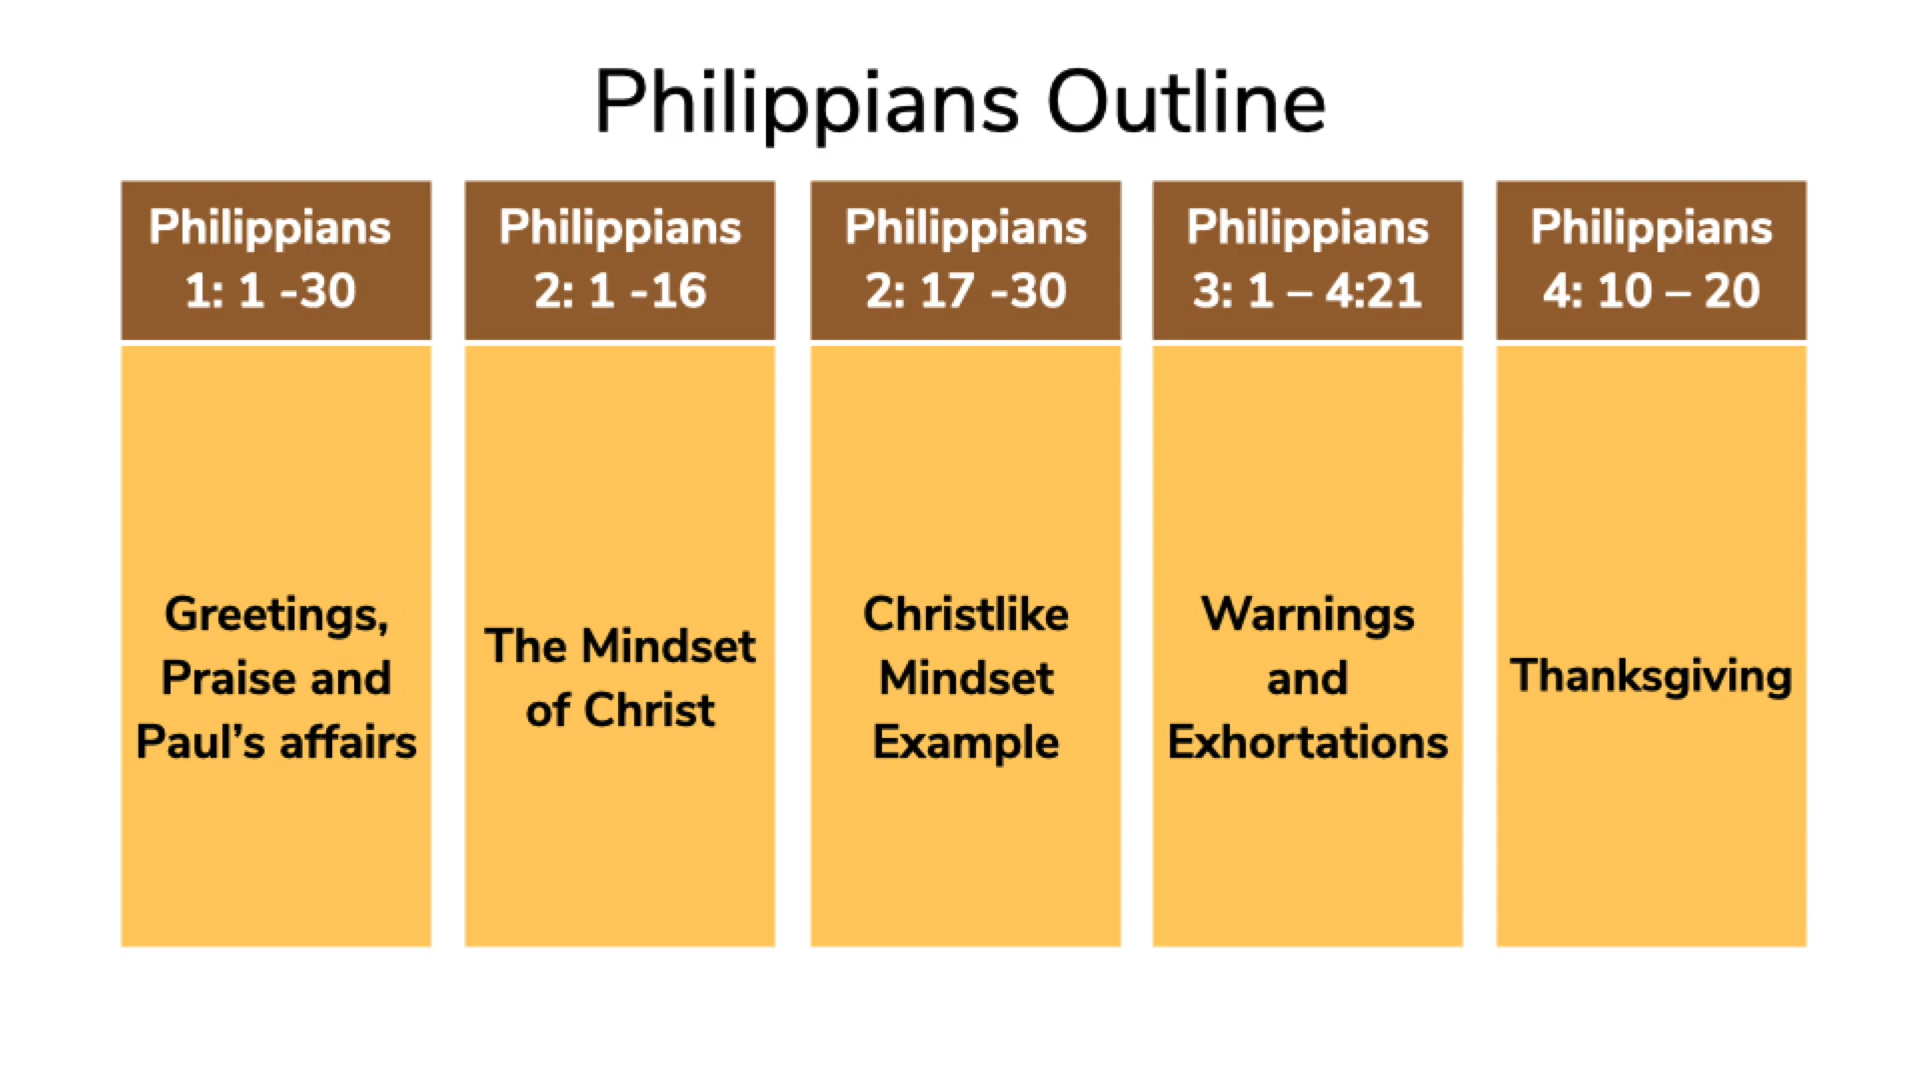 Philippians Outline
Philippians
1: 1 -30
Philippians
2: 1 -16
Philippians
2: 17 -30
Philippians
3: 1 – 4:21
Philippians
4: 10 – 20
Greetings,
Praise and
Paul’s affairs
The Mindset
of Christ
Christlike
Mindset
Example
Warnings
and
Exhortations
Thanksgiving